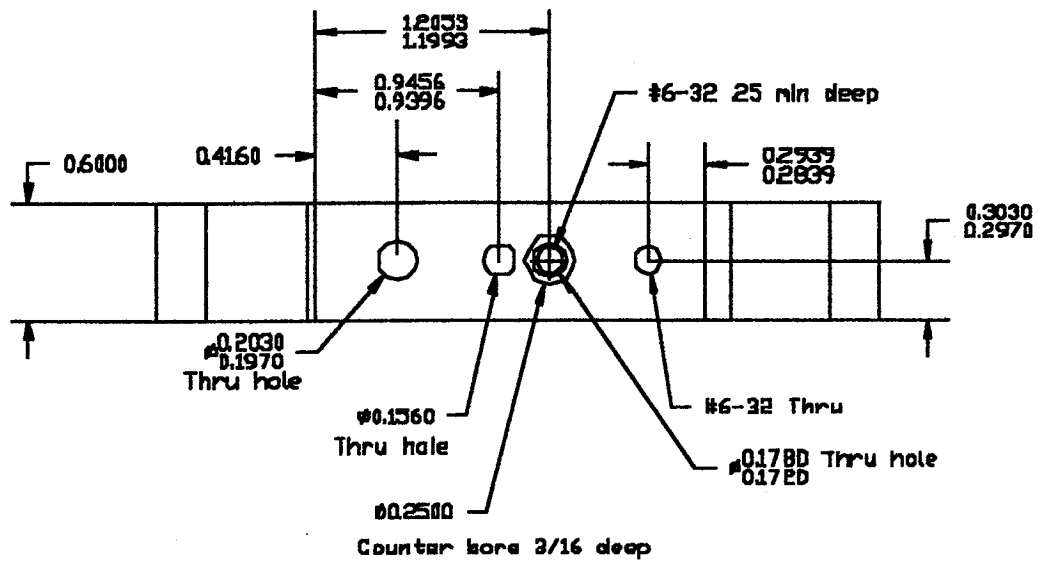 1.2053
1.1993
0.9456
0.9396
#6-32 .25 min deep
0.6000
0.4160
0.2939
0.2839
0.3030
0.2970
ø0.2030
0.1970
Thru hole
#6-32 Thru
ø0.1560
Thru hole
ø0.1780 Thru hole
0.1720
ø0.2500
Counter bore 3/16 deep